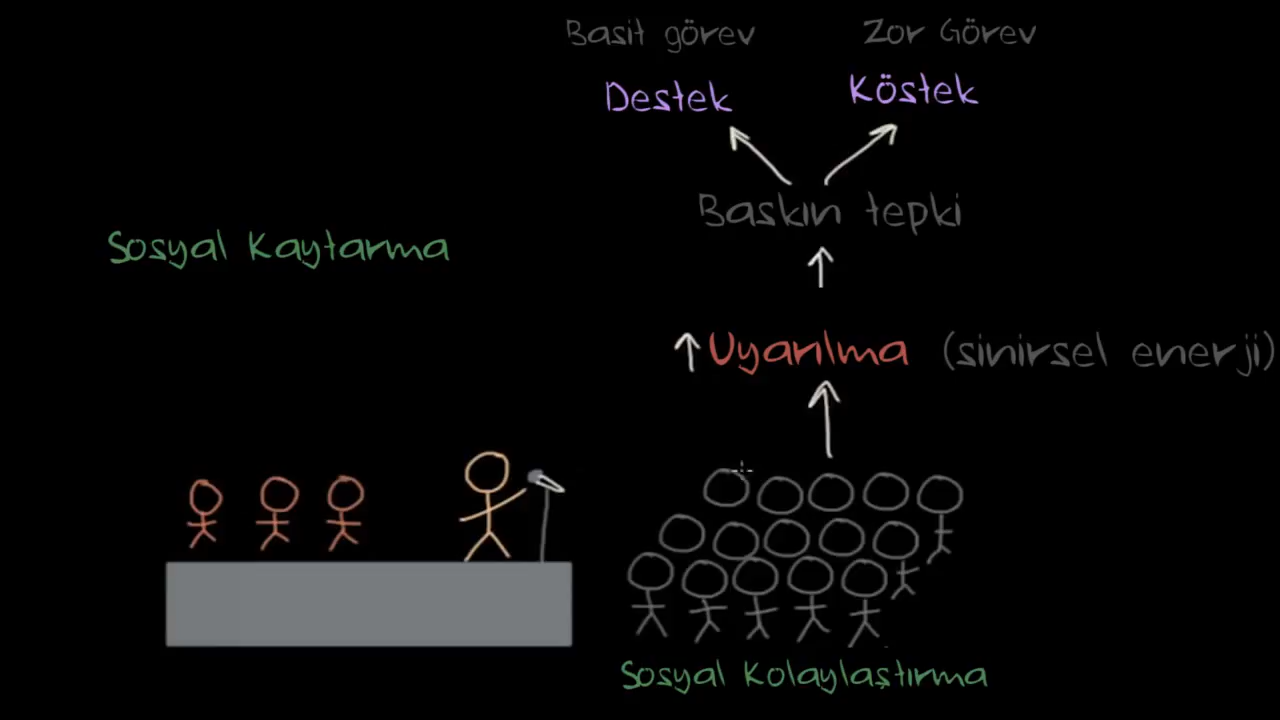 Basit görev
Zor Görev
Destek
Köstek
Baskın tepki
Sosyal Kaytarma
Uyarılma (sinirsel enerji)
Sosyal Kolaylaştırma